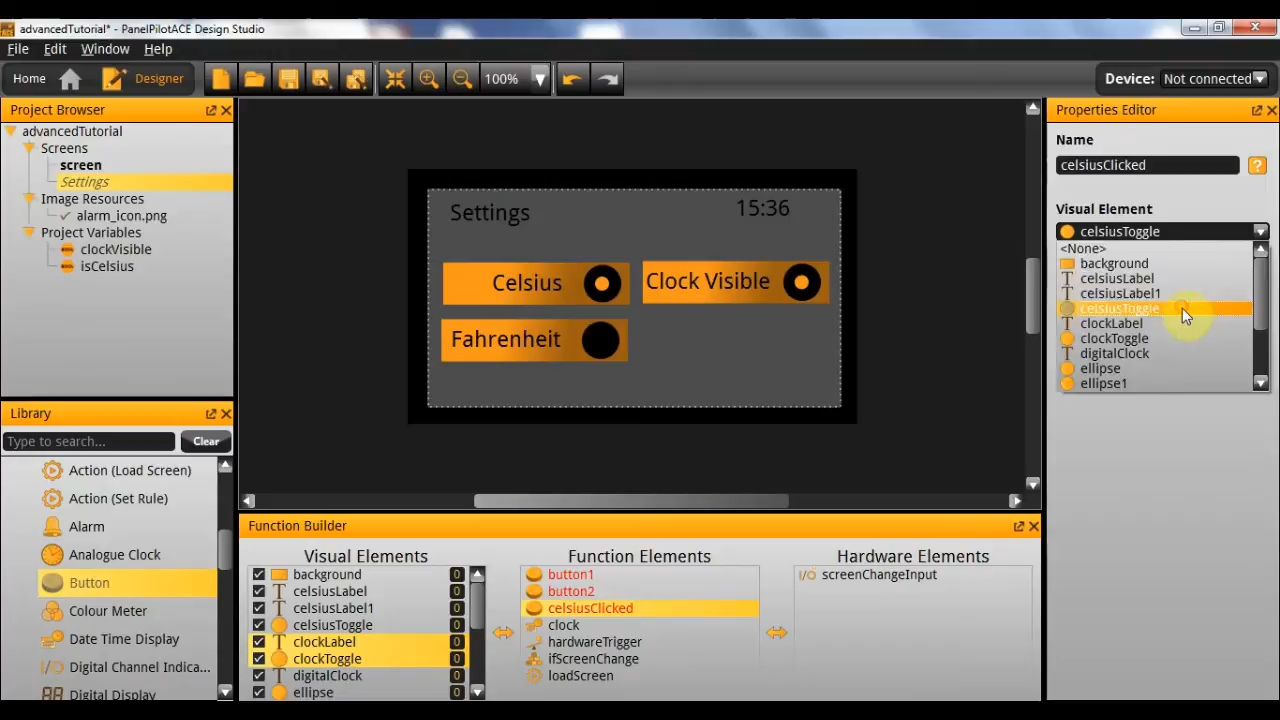 advancedTutorial* - PanelPilotACE Design Studio
File Edit Window Help
Home Designer 100% Device: Not connected
Project Browser
advancedTutorial
Screens
screen
Settings
Image Resources
alarm_icon.png
Project Variables
clockVisible
isCelsius
Library
Type to search... Clear
Action (Load Screen)
Action (Set Rule)
Alarm
Analogue Clock
Button
Colour Meter
Date Time Display
Digital Channel Indica...
Digital Display
Settings 15:36
Celsius Clock Visible
Fahrenheit
Function Builder
Visual Elements
background 0
celsiusLabel 0
celsiusLabel1 0
celsiusToggle 0
clockLabel 0
clockToggle 0
digitalClock 0
ellipse 0
Function Elements
button1
button2
celsiusClicked
clock
hardwareTrigger
ifScreenChange
loadScreen
Hardware Elements
I/O screenChangeInput
Properties Editor
Name
celsiusClicked ?
Visual Element
celsiusToggle
<None>
background
celsiusLabel
celsiusLabel1
celsiusToggle
clockLabel
clockToggle
digitalClock
ellipse
ellipse1